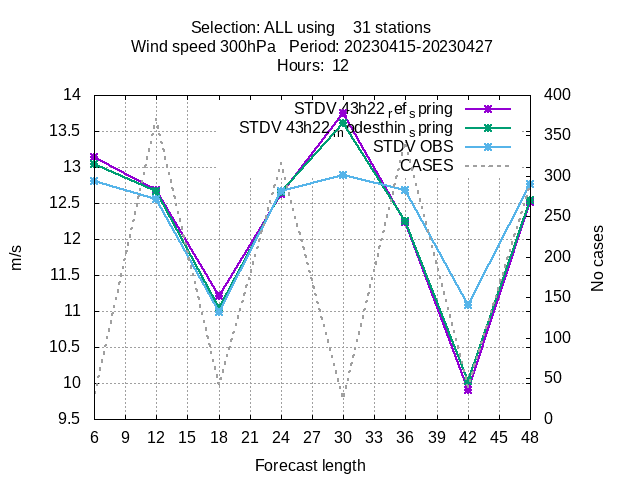 Selection: ALL using 31 stations
Wind speed 300hPa Period: 20230415-20230427
Hours: 12
14
13.5
13
12.5
12
11.5
11
10.5
10
9.5
m/s
400
350
300
250
200
150
100
50
0
No cases
STDV 43h22_ref_spring
STDV 43h22_modesthin_spring
STDV OBS
CASES
6 9 12 15 18 21 24 27 30 33 36 39 42 45 48
Forecast length